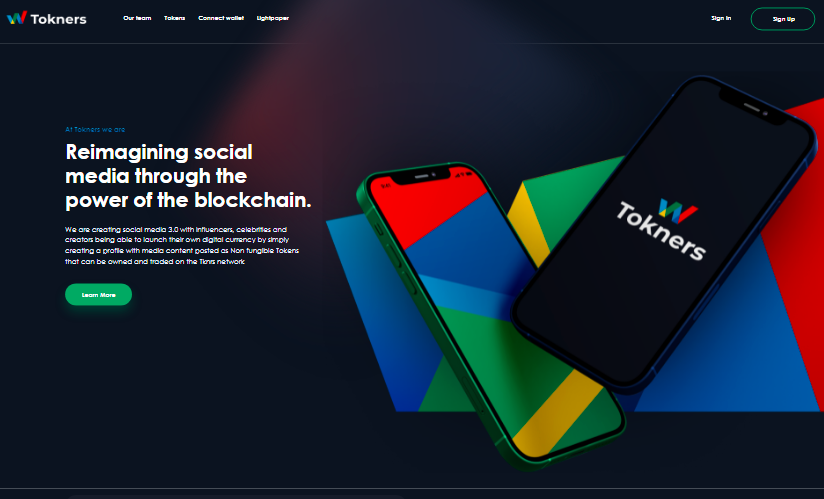 Tokners
Our team
Tokens
Connect wallet
Lightpaper
Sign in
Sign Up
At Tokners we are
Reimagining social
media through the
power of the blockchain.
We are creating social media 3.0 with influencers, celebrities and
creators being able to launch their own digital currency by simply
creating a profile with media content posted as Non fungible Tokens
that can be owned and traded on the Tknrs network
Learn More
Tokners